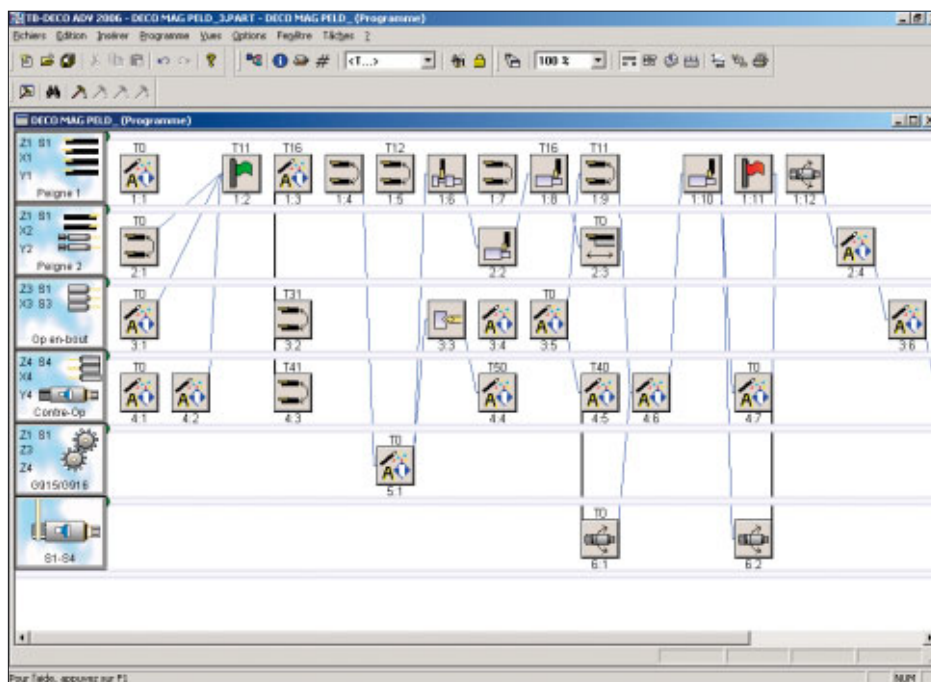 TB-DECO ADV 2006 - DECO MAG PELD_3.PART - DECO MAG PELD_ (Programme)
Fichiers Edition Insérer Programme Vues Options Fenêtre Tâches ?
<T...> 100 %
DECO MAG PELD_ (Programme)
Z1 S1
X1
Y1
Peigne 1
T0 T11 T16 T12 T16 T11
1:1 1:2 1:3 1:4 1:5 1:6 1:7 1:8 1:9 1:10 1:11 1:12
Z1 S1
X2
Y2
Peigne 2
T0 T0
2:1 2:2 2:3 2:4
Z3 S1
X3 S3
Op en-bout
T0 T31 T0
3:1 3:2 3:3 3:4 3:5 3:6
Z4 S4
X4
Y4
Contre-Op
T0 T41 T50 T40 T0
4:1 4:2 4:3 4:4 4:5 4:6 4:7
Z1 S1
Z3
Z4
G915/G916
T0
5:1
S1-S4
T0
6:1 6:2
Pour l'aide, appuyez sur F1
NUM